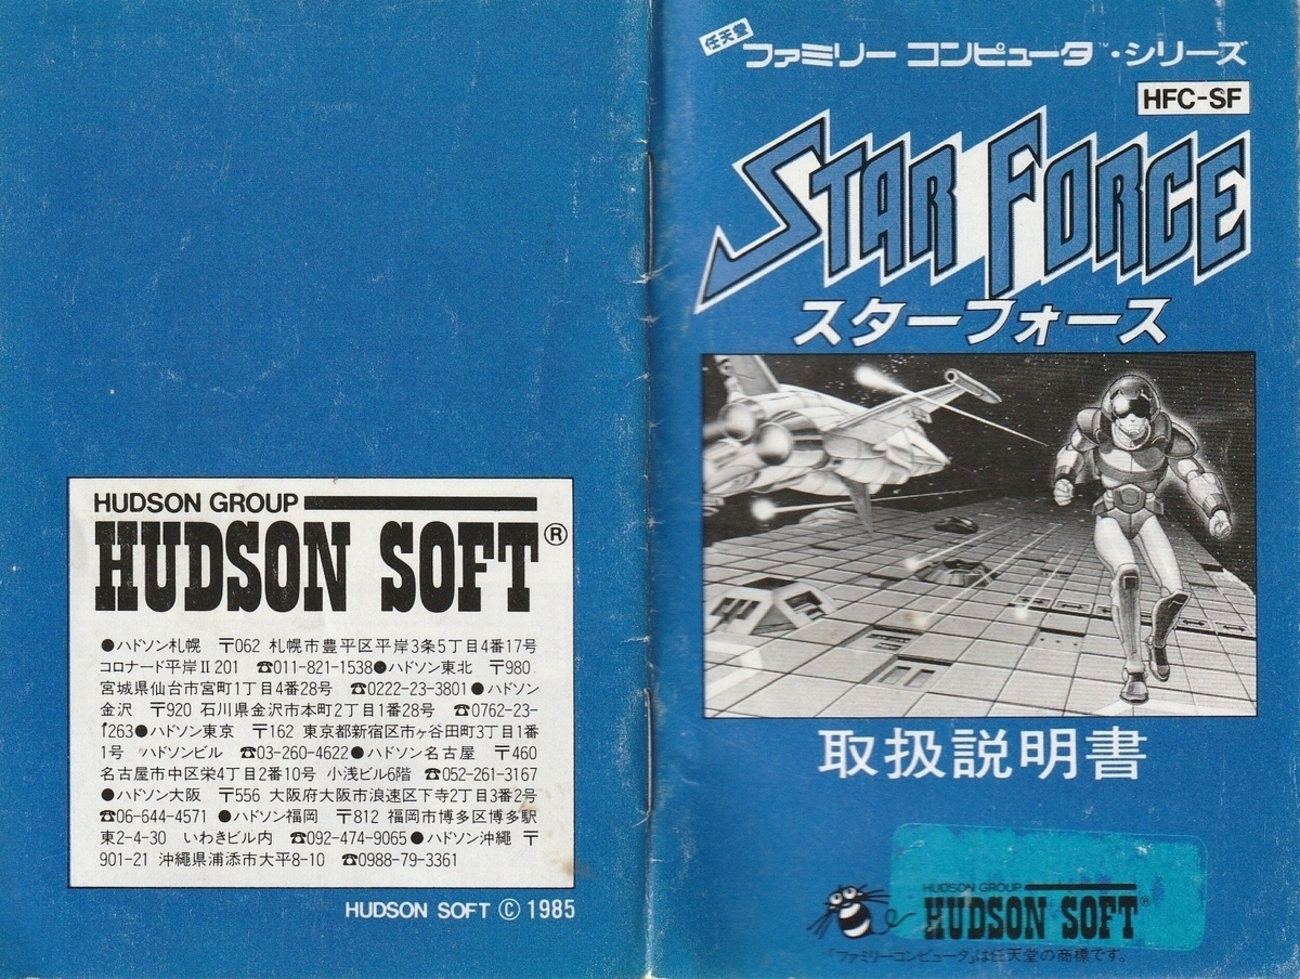 HUDSON GROUP
HUDSON SOFT®
●ハドソン札幌 〒062 札幌市豊平区平岸3条5丁目4番17号
コロナード平岸Ⅱ201 ☎011-821-1538●ハドソン東北 〒980
宮城県仙台市宮町1丁目4番28号 ☎0222-23-3801●ハドソン
金沢 〒920 石川県金沢市本町2丁目1番28号 ☎0762-23-
1263●ハドソン東京 〒162 東京都新宿区市ヶ谷田町3丁目1番
1号 ハドソンビル ☎03-260-4622●ハドソン名古屋 〒460
名古屋市中区栄4丁目2番10号 小浅ビル6階 ☎052-261-3167
●ハドソン大阪 〒556 大阪府大阪市浪速区下寺2丁目3番2号
☎06-644-4571 ●ハドソン福岡 〒812 福岡市博多区博多駅
東2-4-30 いわきビル内 ☎092-474-9065●ハドソン沖縄 〒
901-21 沖縄県浦添市大平8-10 ☎0988-79-3361
HUDSON SOFT © 1985
任天堂
ファミリー コンピュータ™・シリーズ
HFC-SF
STAR FORCE
スターフォース
取扱説明書
HUDSON GROUP
HUDSON SOFT®
「ファミリーコンピュータ」は任天堂の商標です。